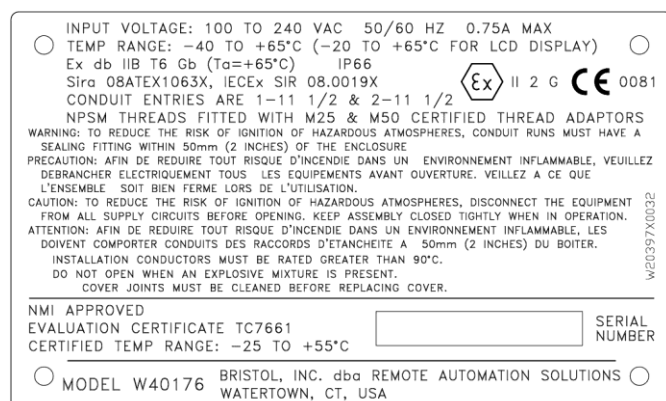 INPUT VOLTAGE: 100 TO 240 VAC 50/60 HZ 0.75A MAX
TEMP RANGE: -40 TO +65°C (-20 TO +65°C FOR LCD DISPLAY)
Ex db IIB T6 Gb (Ta=+65°C) IP66
Sira 08ATEX1063X, IECEx SIR 08.0019X
Ex II 2 G CE 0081
CONDUIT ENTRIES ARE 1-11 1/2 & 2-11 1/2
NPSM THREADS FITTED WITH M25 & M50 CERTIFIED THREAD ADAPTORS
WARNING: TO REDUCE THE RISK OF IGNITION OF HAZARDOUS ATMOSPHERES, CONDUIT RUNS MUST HAVE A
SEALING FITTING WITHIN 50mm (2 INCHES) OF THE ENCLOSURE
PRECAUTION: AFIN DE REDUIRE TOUT RISQUE D'INCENDIE DANS UN ENVIRONNEMENT INFLAMMABLE, VEUILLEZ
DEBRANCHER ELECTRIQUEMENT TOUS LES EQUIPEMENTS AVANT OUVERTURE. VEILLEZ A CE QUE
L'ENSEMBLE SOIT BIEN FERME LORS DE L'UTILISATION.
CAUTION: TO REDUCE THE RISK OF IGNITION OF HAZARDOUS ATMOSPHERES, DISCONNECT THE EQUIPMENT
FROM ALL SUPPLY CIRCUITS BEFORE OPENING. KEEP ASSEMBLY CLOSED TIGHTLY WHEN IN OPERATION.
ATTENTION: AFIN DE REDUIRE TOUT RISQUE D'INCENDIE DANS UN ENVIRONNEMENT INFLAMMABLE, LES
DOIVENT COMPORTER CONDUITS DES RACCORDS D'ETANCHEITE A 50mm (2 INCHES) DU BOITER.
INSTALLATION CONDUCTORS MUST BE RATED GREATER THAN 90°C.
DO NOT OPEN WHEN AN EXPLOSIVE MIXTURE IS PRESENT.
COVER JOINTS MUST BE CLEANED BEFORE REPLACING COVER.
W20397X0032
NMI APPROVED
EVALUATION CERTIFICATE TC7661
CERTIFIED TEMP RANGE: -25 TO +55°C
SERIAL
NUMBER
MODEL W40176
BRISTOL, INC. dba REMOTE AUTOMATION SOLUTIONS
WATERTOWN, CT, USA